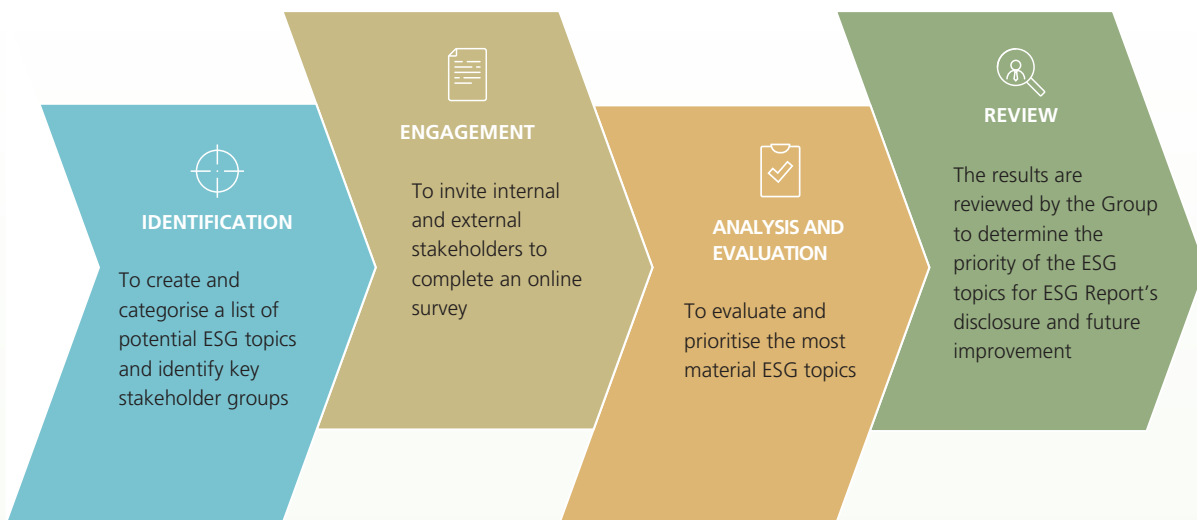 IDENTIFICATION
To create and
categorise a list of
potential ESG topics
and identify key
stakeholder groups
ENGAGEMENT
To invite internal
and external
stakeholders to
complete an online
survey
ANALYSIS AND
EVALUATION
To evaluate and
prioritise the most
material ESG topics
REVIEW
The results are
reviewed by the Group
to determine the
priority of the ESG
topics for ESG Report’s
disclosure and future
improvement